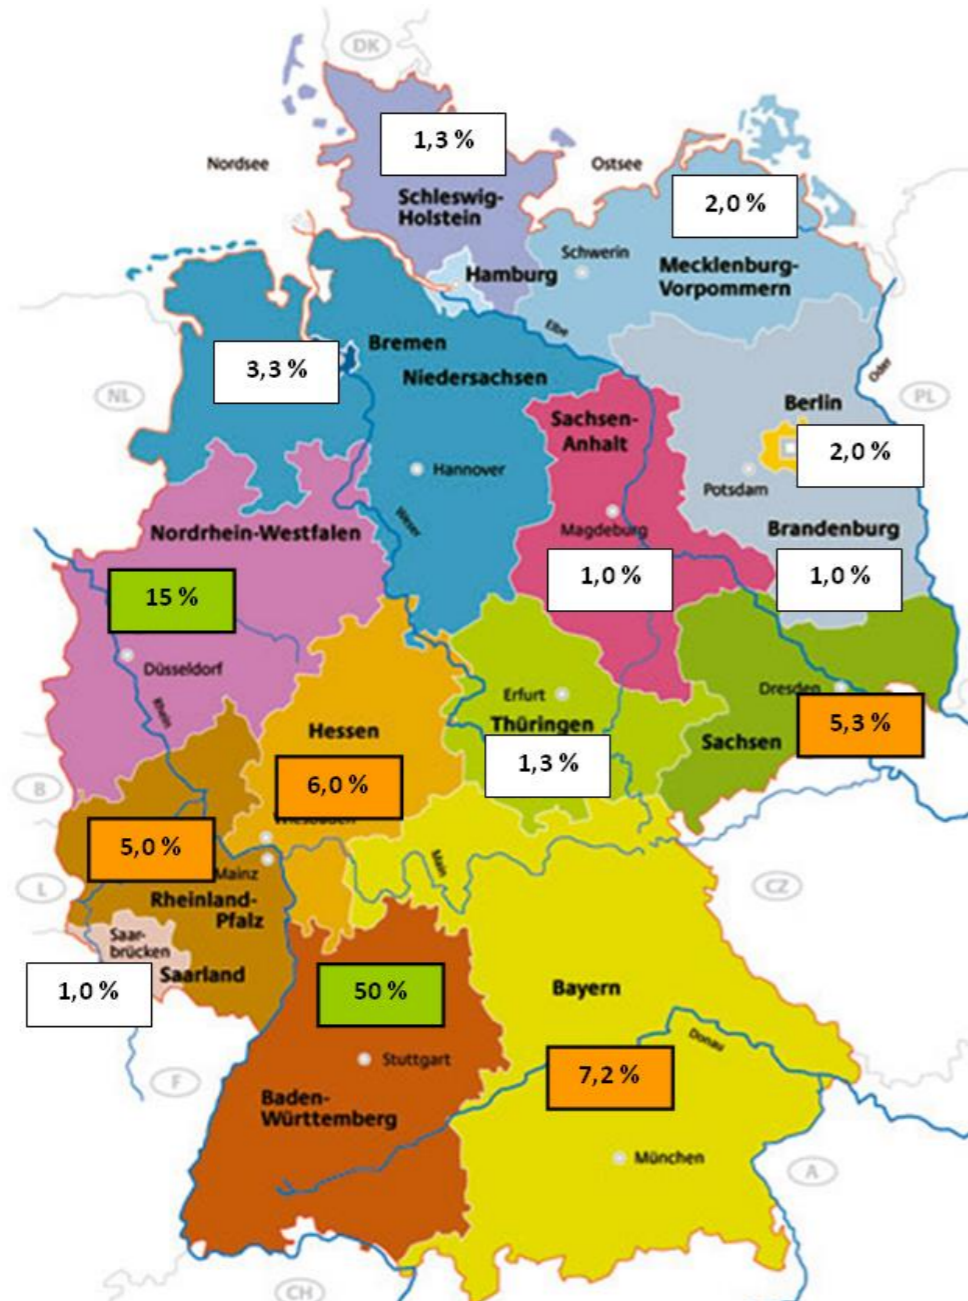 DK
1,3 %
Nordsee
Ostsee
Schleswig-
Holstein
2,0 %
Schwerin
Hamburg
Mecklenburg-
Vorpommern
Elbe
Bremen
3,3 %
Niedersachsen
Oder
NL
PL
Berlin
Sachsen-
Anhalt
2,0 %
Hannover
Potsdam
Weser
Magdeburg
Brandenburg
Nordrhein-Westfalen
1,0 %
1,0 %
15 %
Düsseldorf
Rhein
Erfurt
Dresden
Hessen
Thüringen
Sachsen
5,3 %
1,3 %
6,0 %
B
Wiesbaden
5,0 %
Mainz
Main
L
CZ
Rheinland-
Pfalz
Saar-
brücken
Saarland
1,0 %
50 %
Bayern
Donau
Stuttgart
F
7,2 %
Baden-
Württemberg
München
A
CH